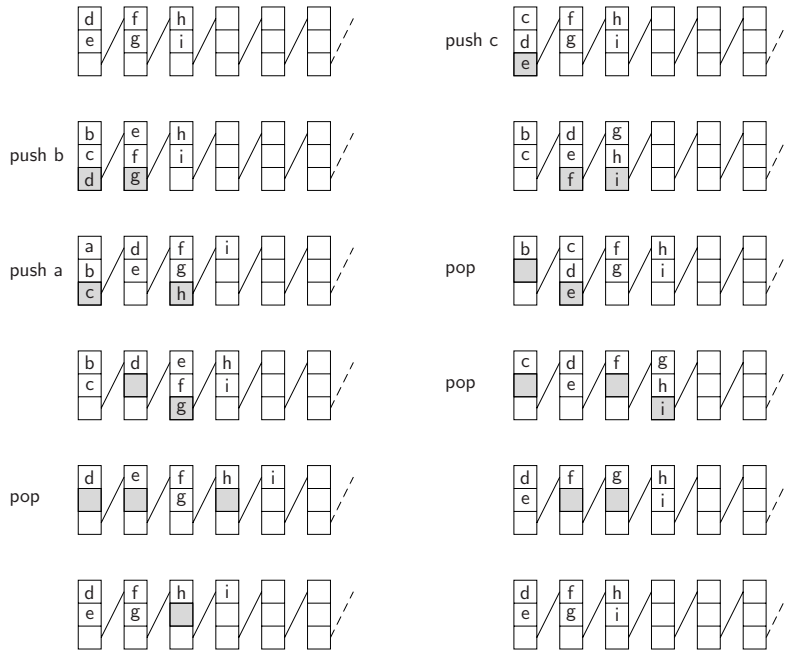 d f h
e g i
push c
c f h
d g i
e
push b
b e h
c f i
d g
b d g
c e h
f i
push a
a d f i
b e g
c h
pop
b c f h
d g i
e
b d e h
c f i
g
pop
c d f g
e h
i
pop
d e f h i
g
d f g h
e i
d f h i
e g
d f h
e g i